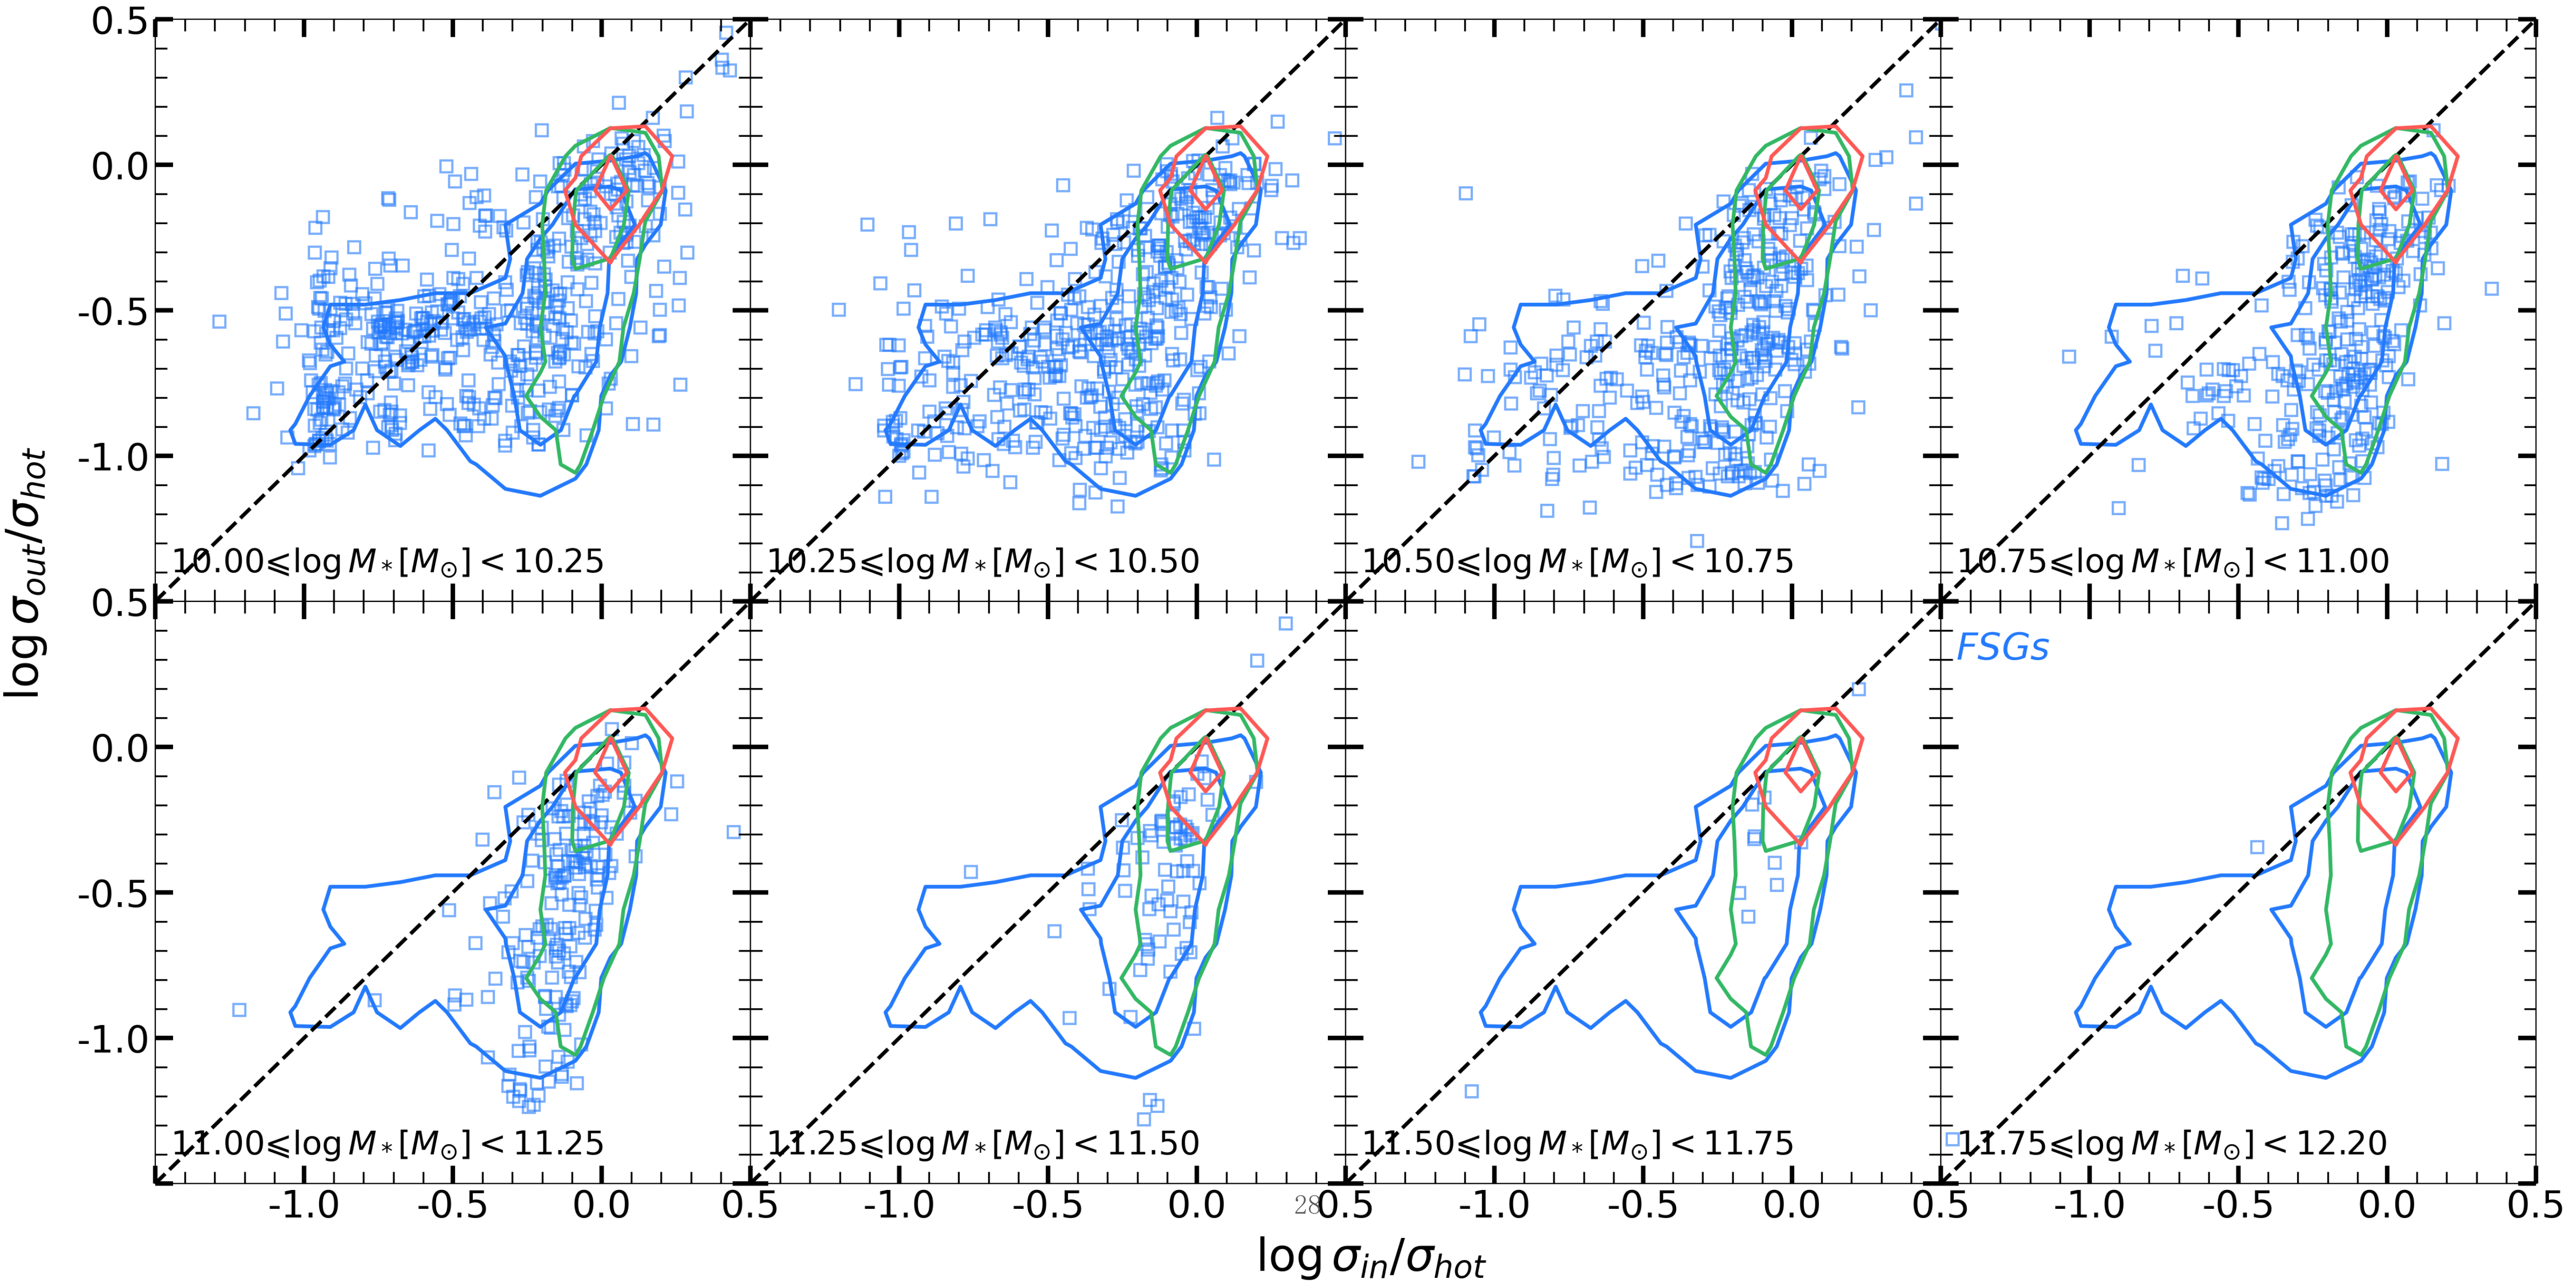 0.5
0.0
-0.5
-1.0
10.00⩽log M*[M⊙] < 10.25
10.25⩽log M*[M⊙] < 10.50
10.50⩽log M*[M⊙] < 10.75
10.75⩽log M*[M⊙] < 11.00
log σout/σhot
0.5
0.0
-0.5
-1.0
FSGs
11.00⩽log M*[M⊙] < 11.25
11.25⩽log M*[M⊙] < 11.50
11.50⩽log M*[M⊙] < 11.75
11.75⩽log M*[M⊙] < 12.20
-1.0 -0.5 0.0 0.5 -1.0 -0.5 0.0 28 0.5 -1.0 -0.5 0.0 0.5 -1.0 -0.5 0.0 0.5
log σin/σhot